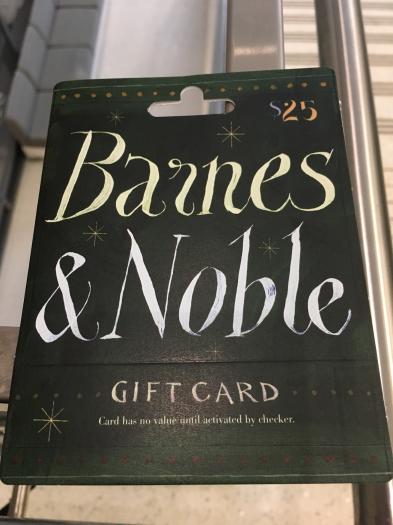 $25
Barnes
& Noble
GIFT CARD
Card has no value until activated by checker.